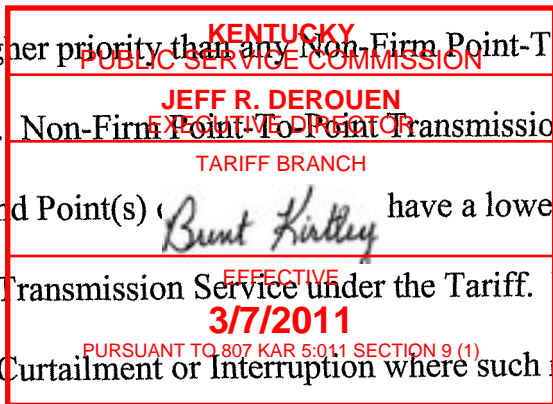 her priority than any Non-Firm Point-T
KENTUCKY
PUBLIC SERVICE COMMISSION
JEFF R. DEROUEN
Non-Firm Point-To-Point Transmissio
EXECUTIVE DIRECTOR
TARIFF BRANCH
d Point(s)
Bunt Kirtley
have a lowe
Transmission Service under the Tariff.
EFFECTIVE
3/7/2011
PURSUANT TO 807 KAR 5:011 SECTION 9 (1)
Curtailment or Interruption where such